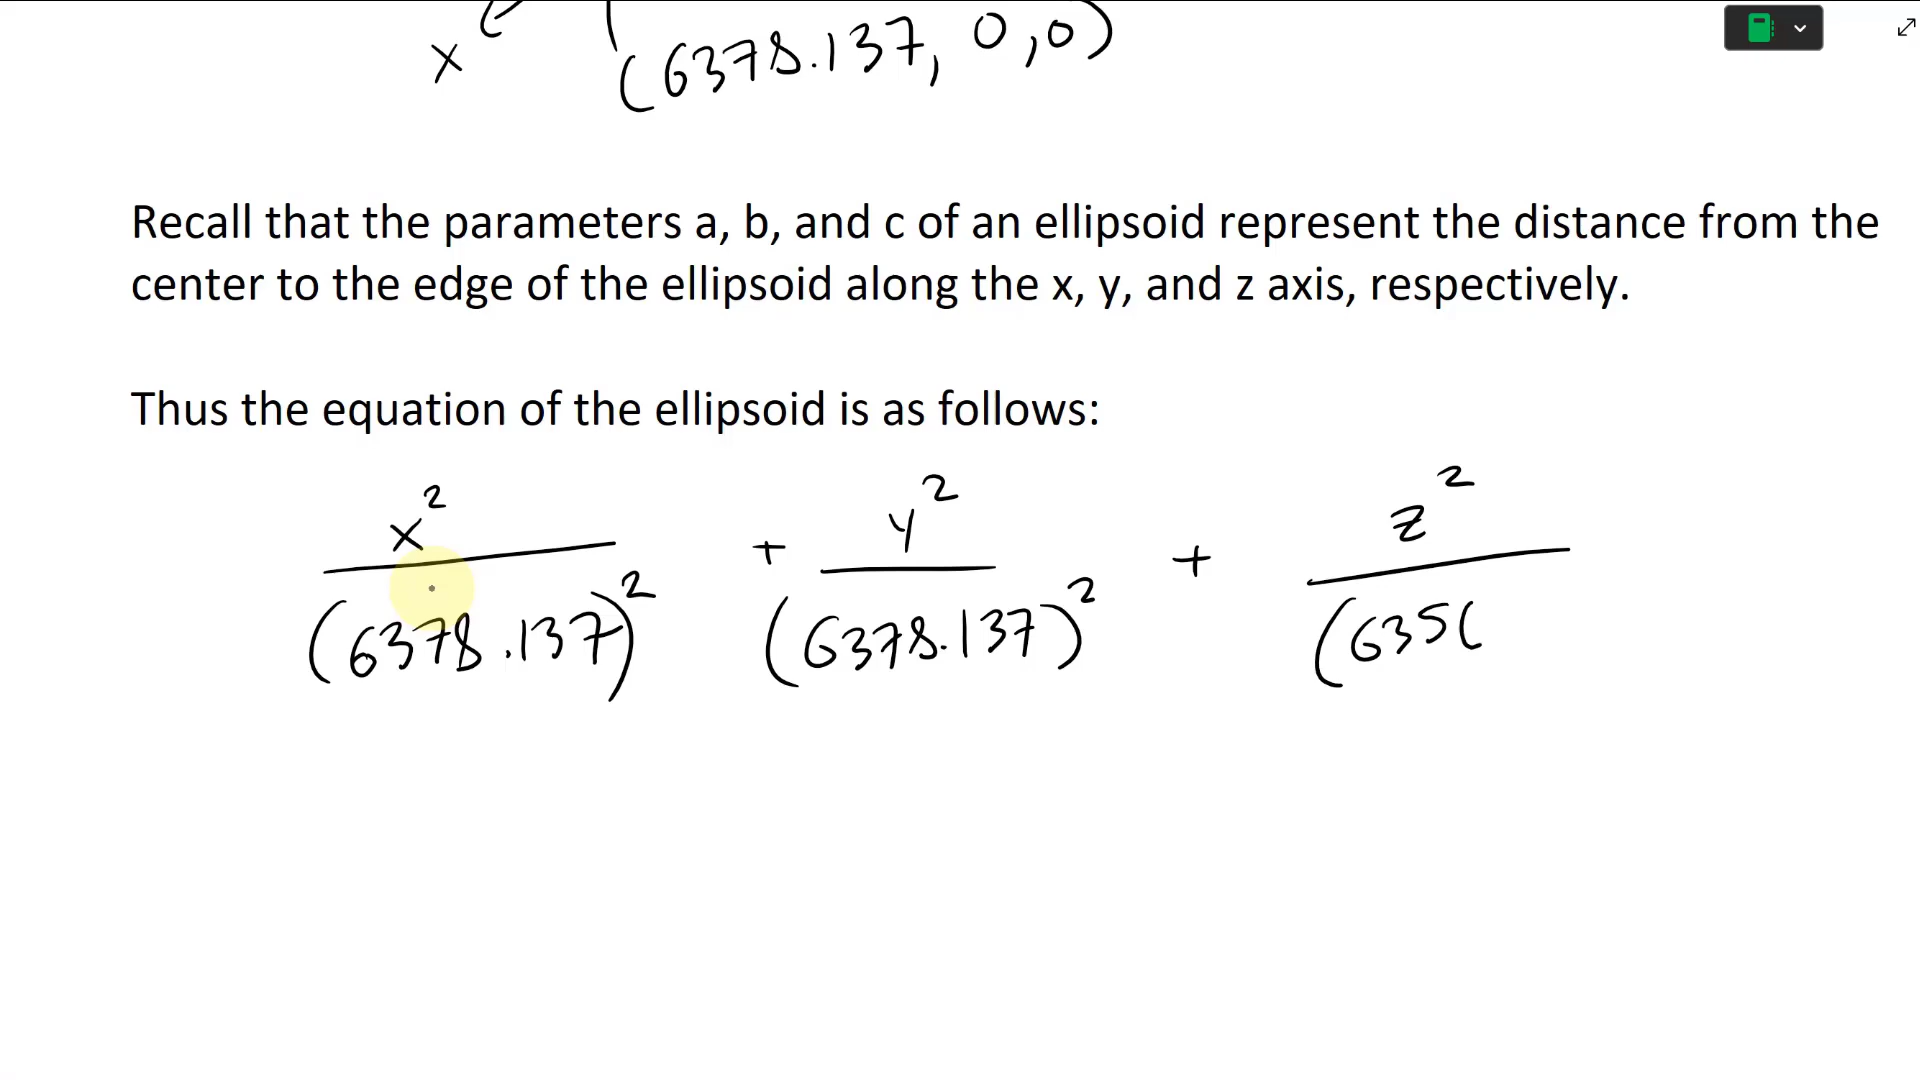 x (6378.137, 0,0)
Recall that the parameters a, b, and c of an ellipsoid represent the distance from the
center to the edge of the ellipsoid along the x, y, and z axis, respectively.
Thus the equation of the ellipsoid is as follows:
x² + y² + z²
(6378.137)² (6378.137)² (635(